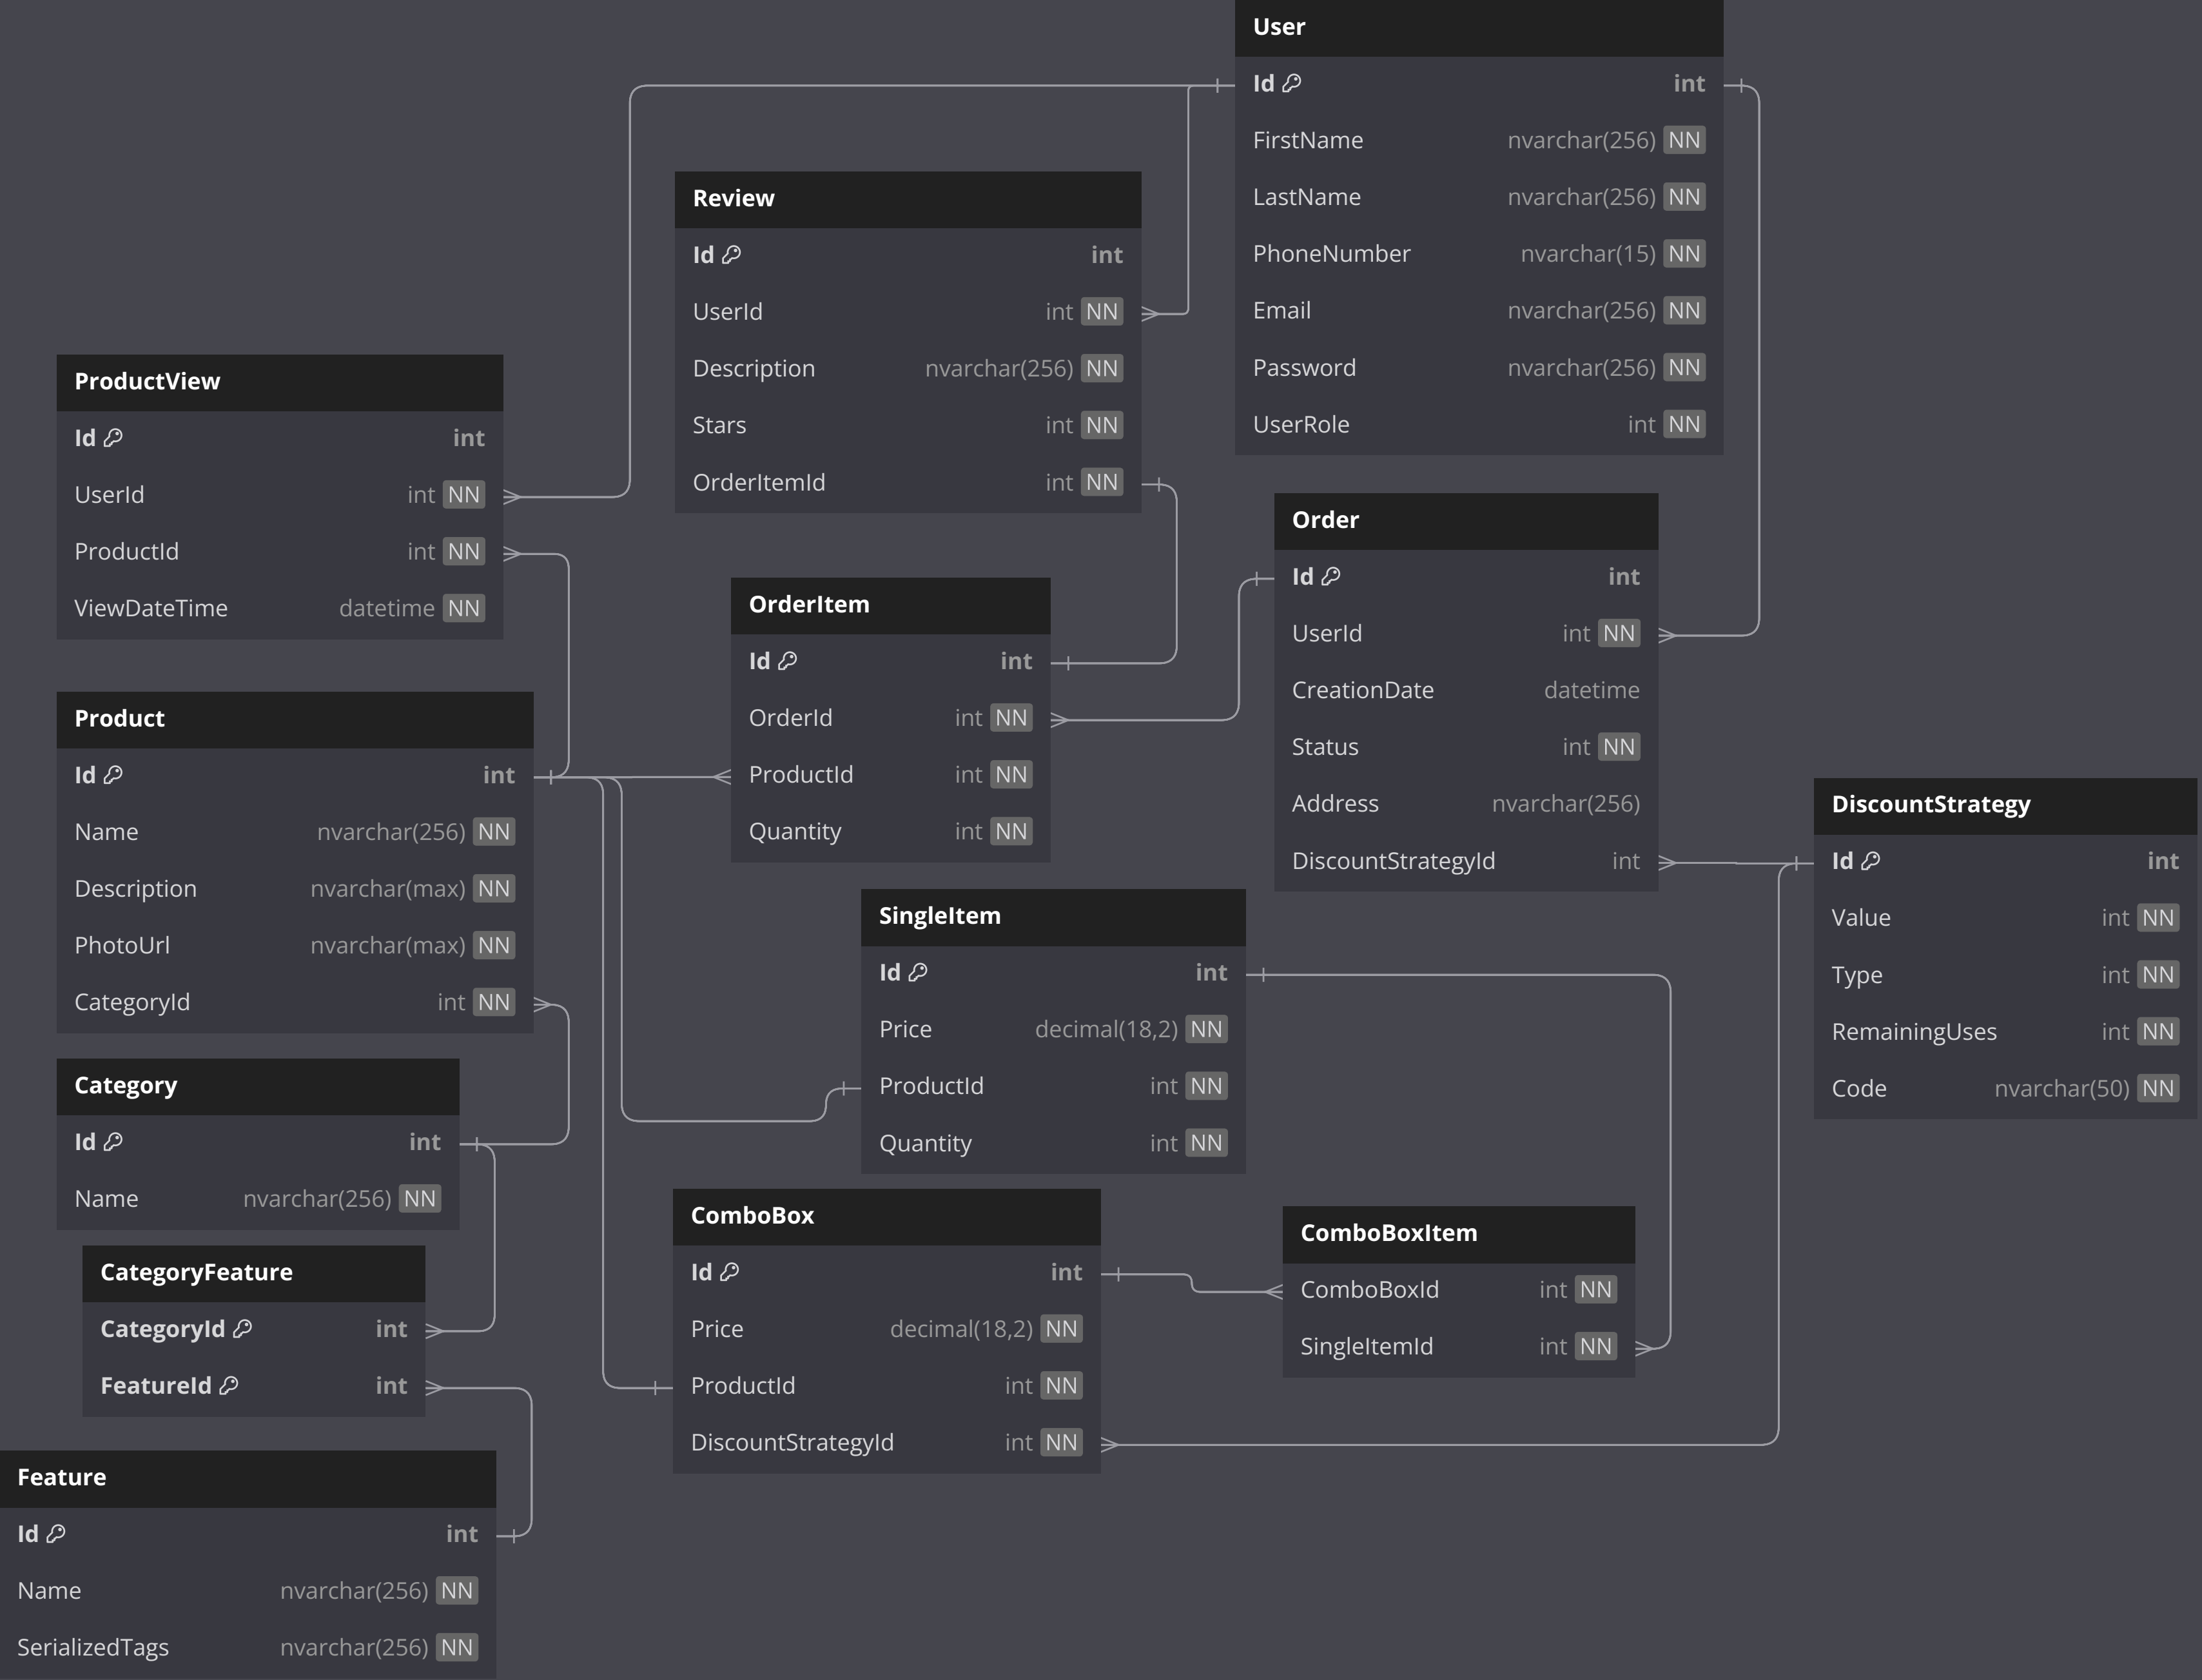 User
Id int
FirstName nvarchar(256) NN
LastName nvarchar(256) NN
PhoneNumber nvarchar(15) NN
Email nvarchar(256) NN
Password nvarchar(256) NN
UserRole int NN
Review
Id int
UserId int NN
Description nvarchar(256) NN
Stars int NN
OrderItemId int NN
ProductView
Id int
UserId int NN
ProductId int NN
ViewDateTime datetime NN
Order
Id int
UserId int NN
CreationDate datetime
Status int NN
Address nvarchar(256)
DiscountStrategyId int
OrderItem
Id int
OrderId int NN
ProductId int NN
Quantity int NN
Product
Id int
Name nvarchar(256) NN
Description nvarchar(max) NN
PhotoUrl nvarchar(max) NN
CategoryId int NN
DiscountStrategy
Id int
Value int NN
Type int NN
RemainingUses int NN
Code nvarchar(50) NN
SingleItem
Id int
Price decimal(18,2) NN
ProductId int NN
Quantity int NN
Category
Id int
Name nvarchar(256) NN
ComboBox
Id int
Price decimal(18,2) NN
ProductId int NN
DiscountStrategyId int NN
ComboBoxItem
ComboBoxId int NN
SingleItemId int NN
CategoryFeature
CategoryId int
FeatureId int
Feature
Id int
Name nvarchar(256) NN
SerializedTags nvarchar(256) NN